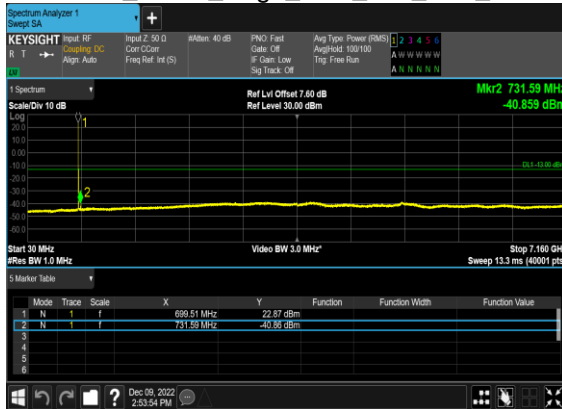 Spectrum Analyzer 1
Swept SA
+
KEYSIGHT Input: RF Input Z: 50 Ω #Atten: 40 dB PNO: Fast Avg Type: Power (RMS) 1 2 3 4 5 6
R T Coupling: DC Corr CCorr Gate: Off Avg|Hold: 100/100 A W W W W W
Align: Auto Freq Ref: Int (S) IF Gain: Low Trig: Free Run
Sig Track: Off A N N N N N
1 Spectrum
Ref Lvl Offset 7.60 dB Mkr2 731.59 MHz
Scale/Div 10 dB Ref Level 30.00 dBm -40.859 dBm
Log
20.0
10.0
0.00
-10.0
DL1 -13.00 dBm
-20.0
-30.0
-40.0
-50.0
-60.0
1
2
Start 30 MHz Video BW 3.0 MHz* Stop 7.160 GH
#Res BW 1.0 MHz Sweep 13.3 ms (40001 pts
5 Marker Table
Mode Trace Scale X Y Function Function Width Function Value
1 N 1 f 699.51 MHz 22.87 dBm
2 N 1 f 731.59 MHz -40.86 dBm
3
4
5
6
? Dec 09, 2022
2:53:54 PM